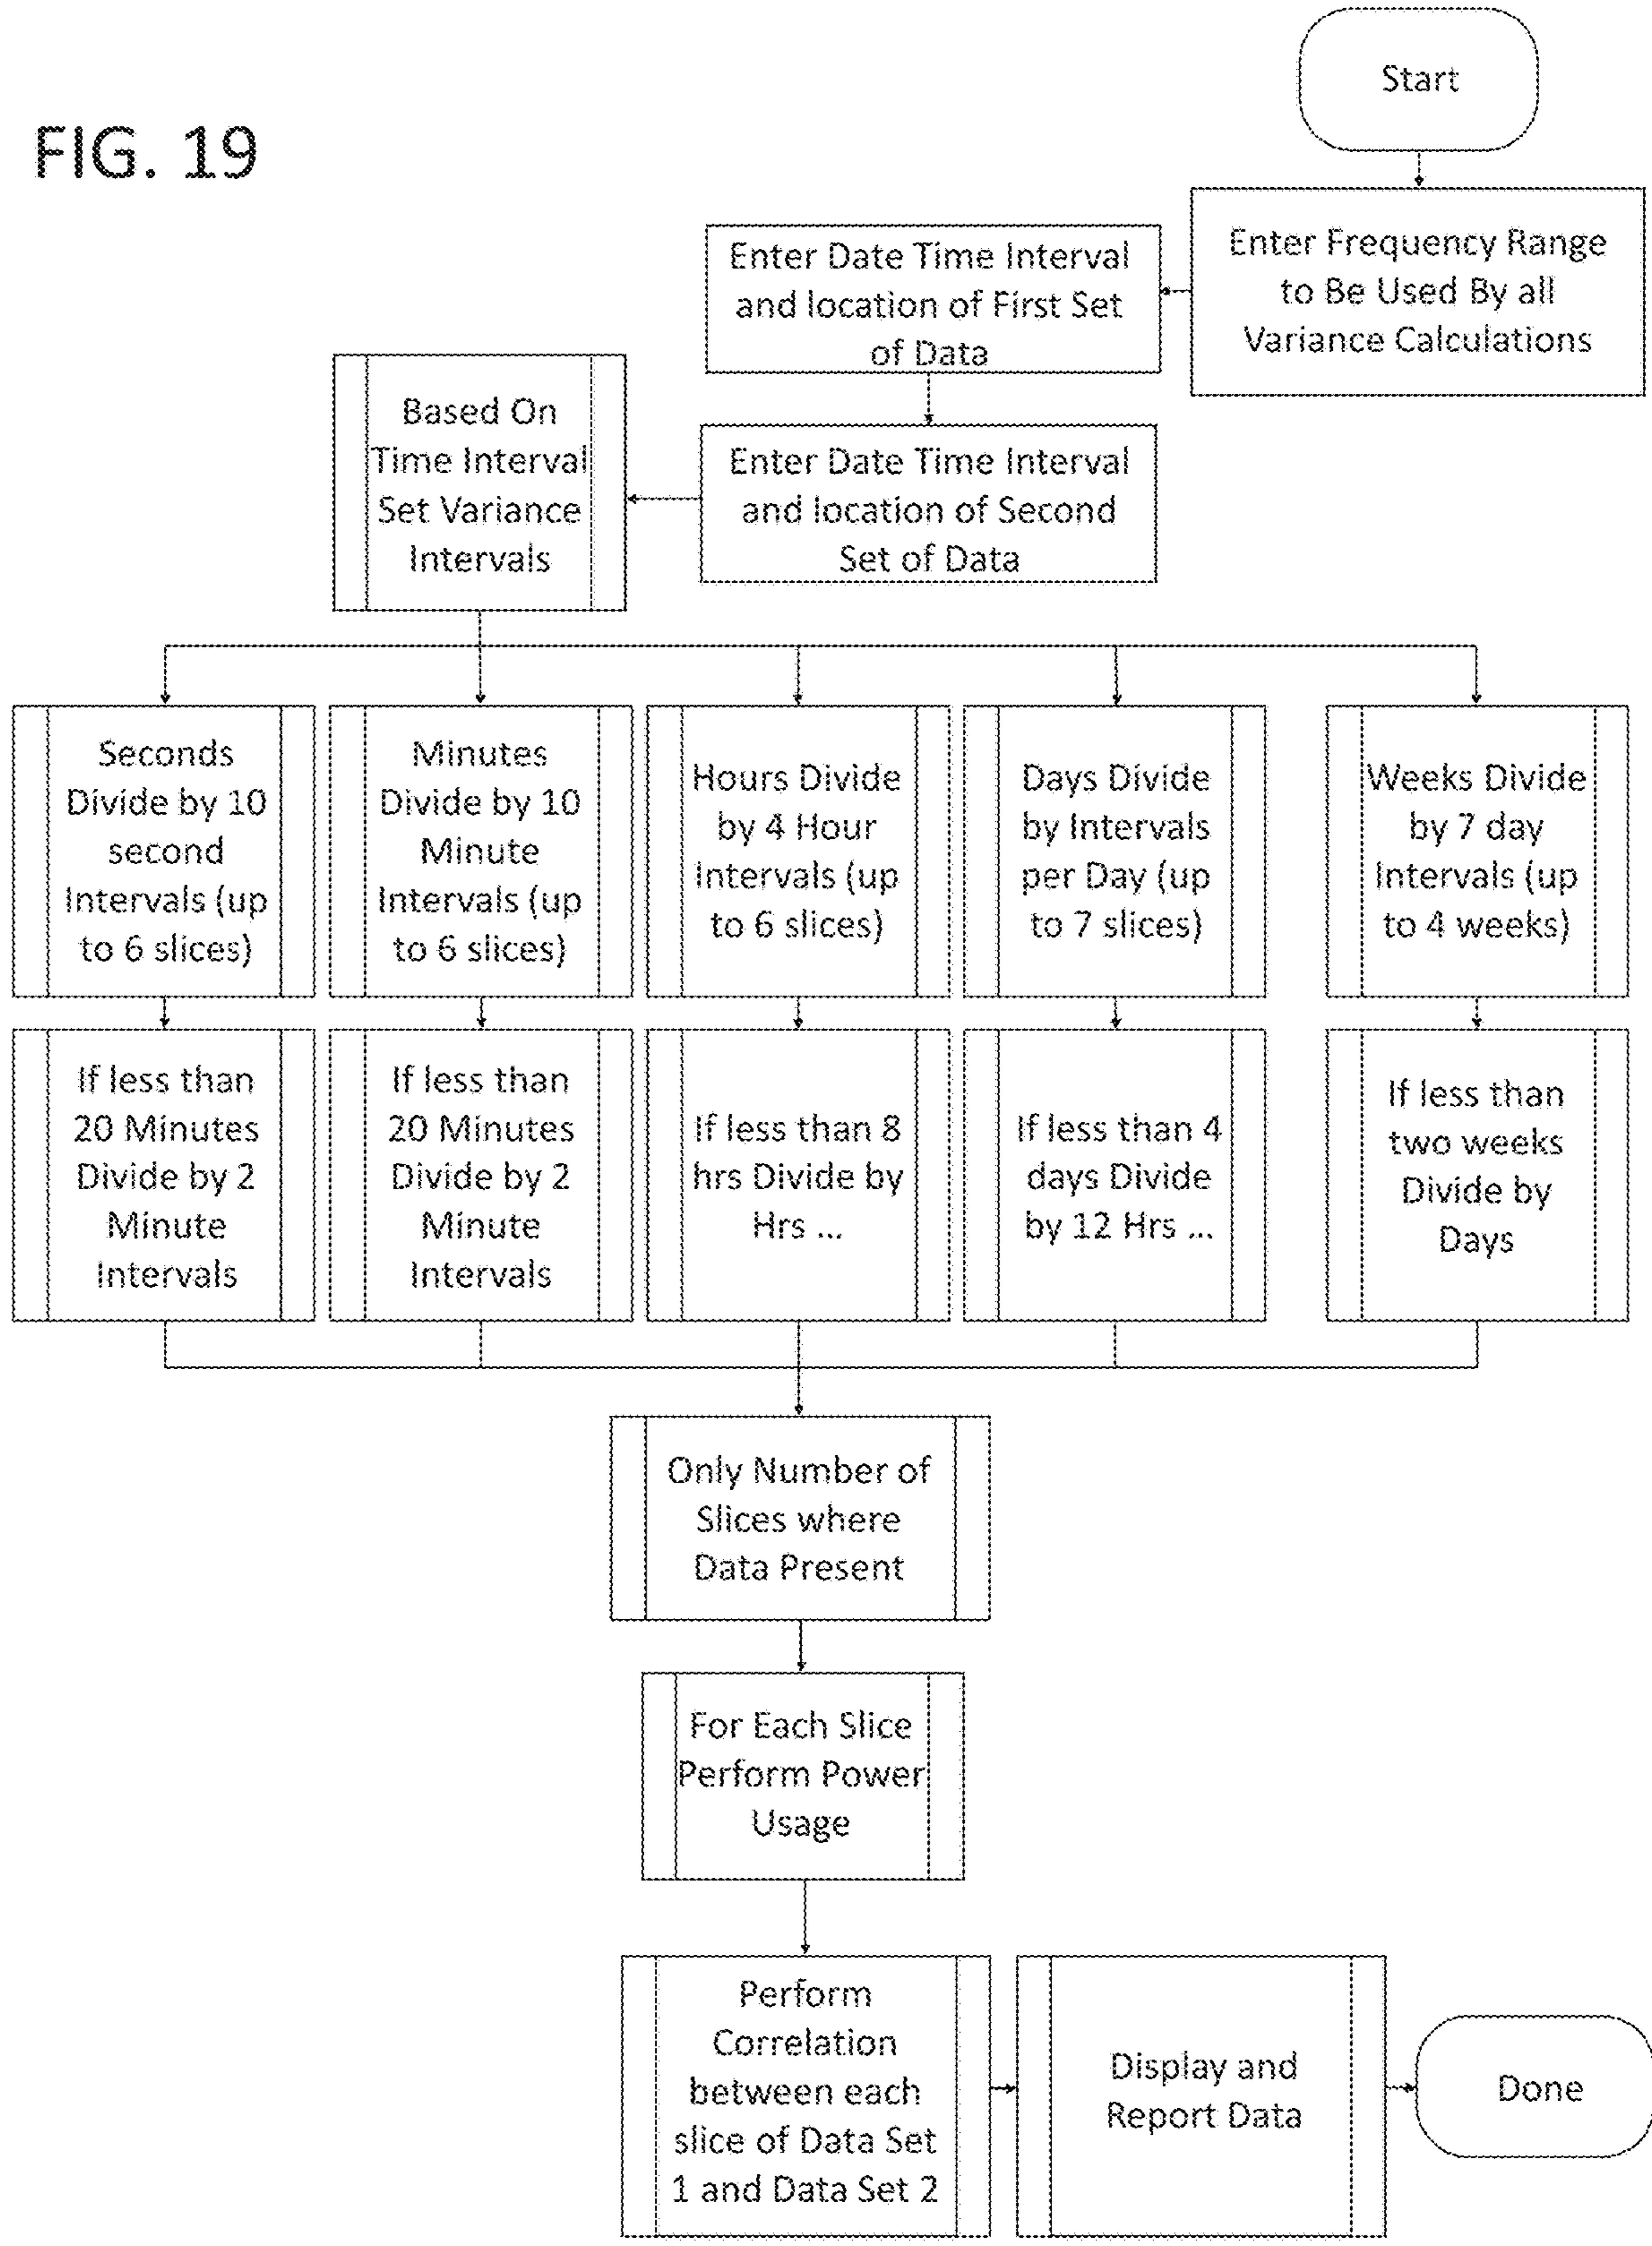 FIG. 19
Start
Enter Frequency Range
to Be Used By all
Variance Calculations
Enter Date Time Interval
and location of First Set
of Data
Enter Date Time Interval
and location of Second
Set of Data
Based On
Time Interval
Set Variance
Intervals
Seconds
Divide by 10
second
Intervals (up
to 6 slices)
Minutes
Divide by 10
Minute
Intervals (up
to 6 slices)
Hours Divide
by 4 Hour
Intervals (up
to 6 slices)
Days Divide
by Intervals
per Day (up
to 7 slices)
Weeks Divide
by 7 day
Intervals (up
to 4 weeks)
If less than
20 Minutes
Divide by 2
Minute
Intervals
If less than
20 Minutes
Divide by 2
Minute
Intervals
If less than 8
hrs Divide by
Hrs ...
If less than 4
days Divide
by 12 Hrs ...
If less than
two weeks
Divide by
Days
Only Number of
Slices where
Data Present
For Each Slice
Perform Power
Usage
Perform
Correlation
between each
slice of Data Set
1 and Data Set 2
Display and
Report Data
Done